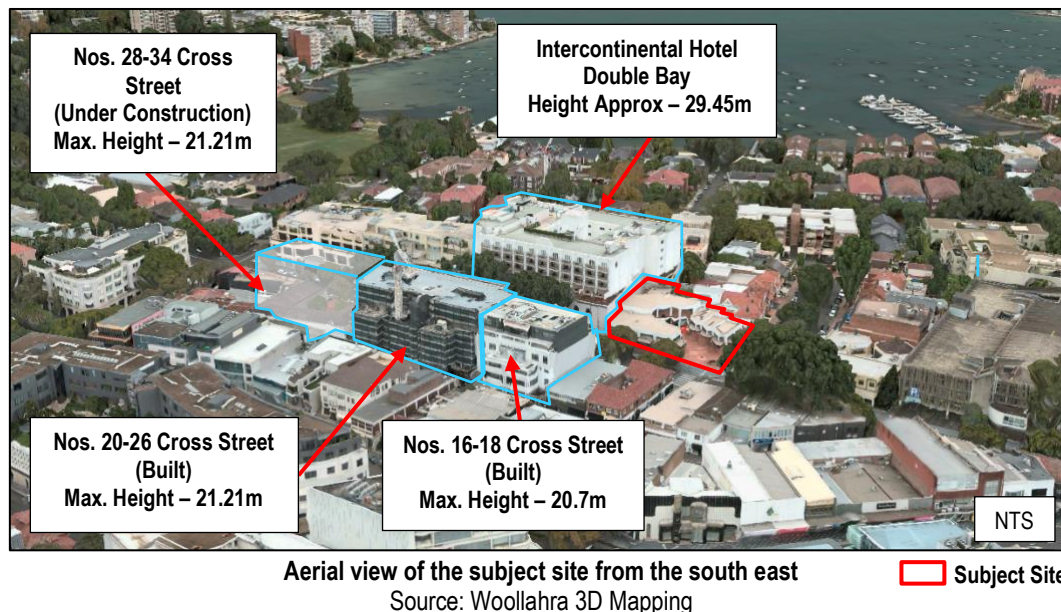 Nos. 28-34 Cross
Street
(Under Construction)
Max. Height – 21.21m
Intercontinental Hotel
Double Bay
Height Approx – 29.45m
Nos. 20-26 Cross Street
(Built)
Max. Height – 21.21m
Nos. 16-18 Cross Street
(Built)
Max. Height – 20.7m
NTS
Aerial view of the subject site from the south east
Subject Site
Source: Woollahra 3D Mapping